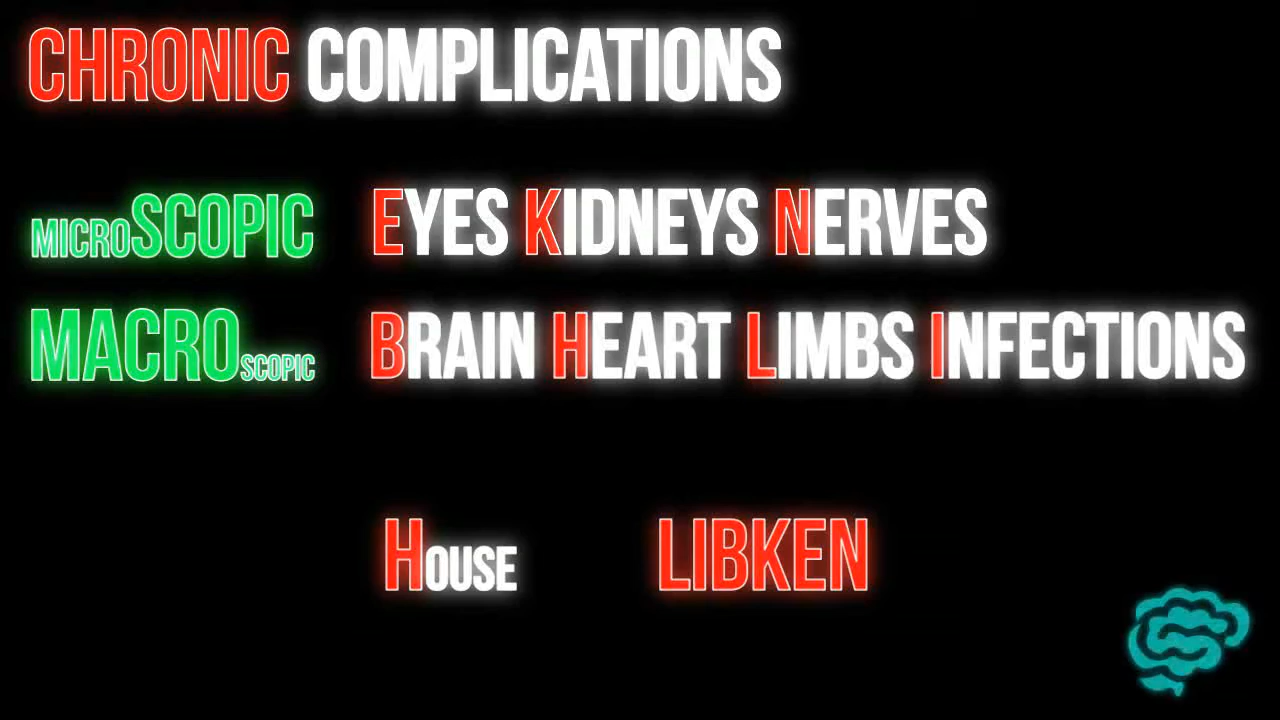 CHRONIC COMPLICATIONS
MICROSCOPIC EYES KIDNEYS NERVES
MACROSCOPIC BRAIN HEART LIMBS INFECTIONS
HOUSE LIBKEN